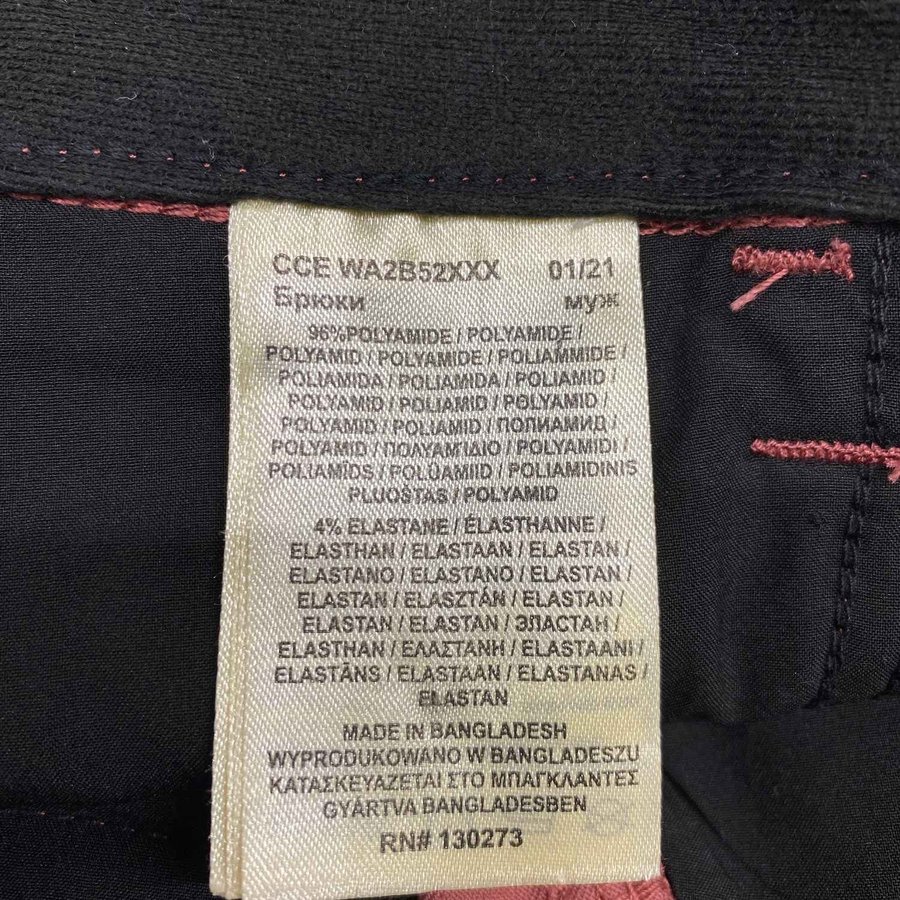 CCE WA2B52XXX 01/21
Брюки муж
96%POLYAMIDE / POLYAMIDE /
POLYAMID / POLYAMIDE / POLIAMMIDE /
POLIAMIDA / POLIAMIDA / POLIAMID /
POLYAMID / POLIAMID / POLYAMID /
POLYAMID / POLIAMID / ПОПИАМИД /
POLYAMID / ΠΟΛΥΑΜΊΔΙΟ / POLYAMIDI /
POLIAMĪDS / POLÜAMIID / POLIAMIDINIS
PLUOŠTAS / POLYAMID
4% ELASTANE / ÉLASTHANNE /
ELASTHAN / ELASTAAN / ELASTAN /
ELASTANO / ELASTANO / ELASTAN /
ELASTAN / ELASZTÁN / ELASTAN /
ELASTAN / ELASTAN / ЭЛАСТАН /
ELASTHAN / ΕΛΑΣΤΑΝΗ / ELASTAANI /
ELASTĀNS / ELASTAAN / ELASTANAS /
ELASTAN
MADE IN BANGLADESH
WYPRODUKOWANO W BANGLADESZU
ΚΑΤΑΣΚΕΥΑΖΕΤΑΙ ΣΤΟ ΜΠΑΓΚΛΑΝΤΕΣ
GYÁRTVA BANGLADESBEN
RN# 130273